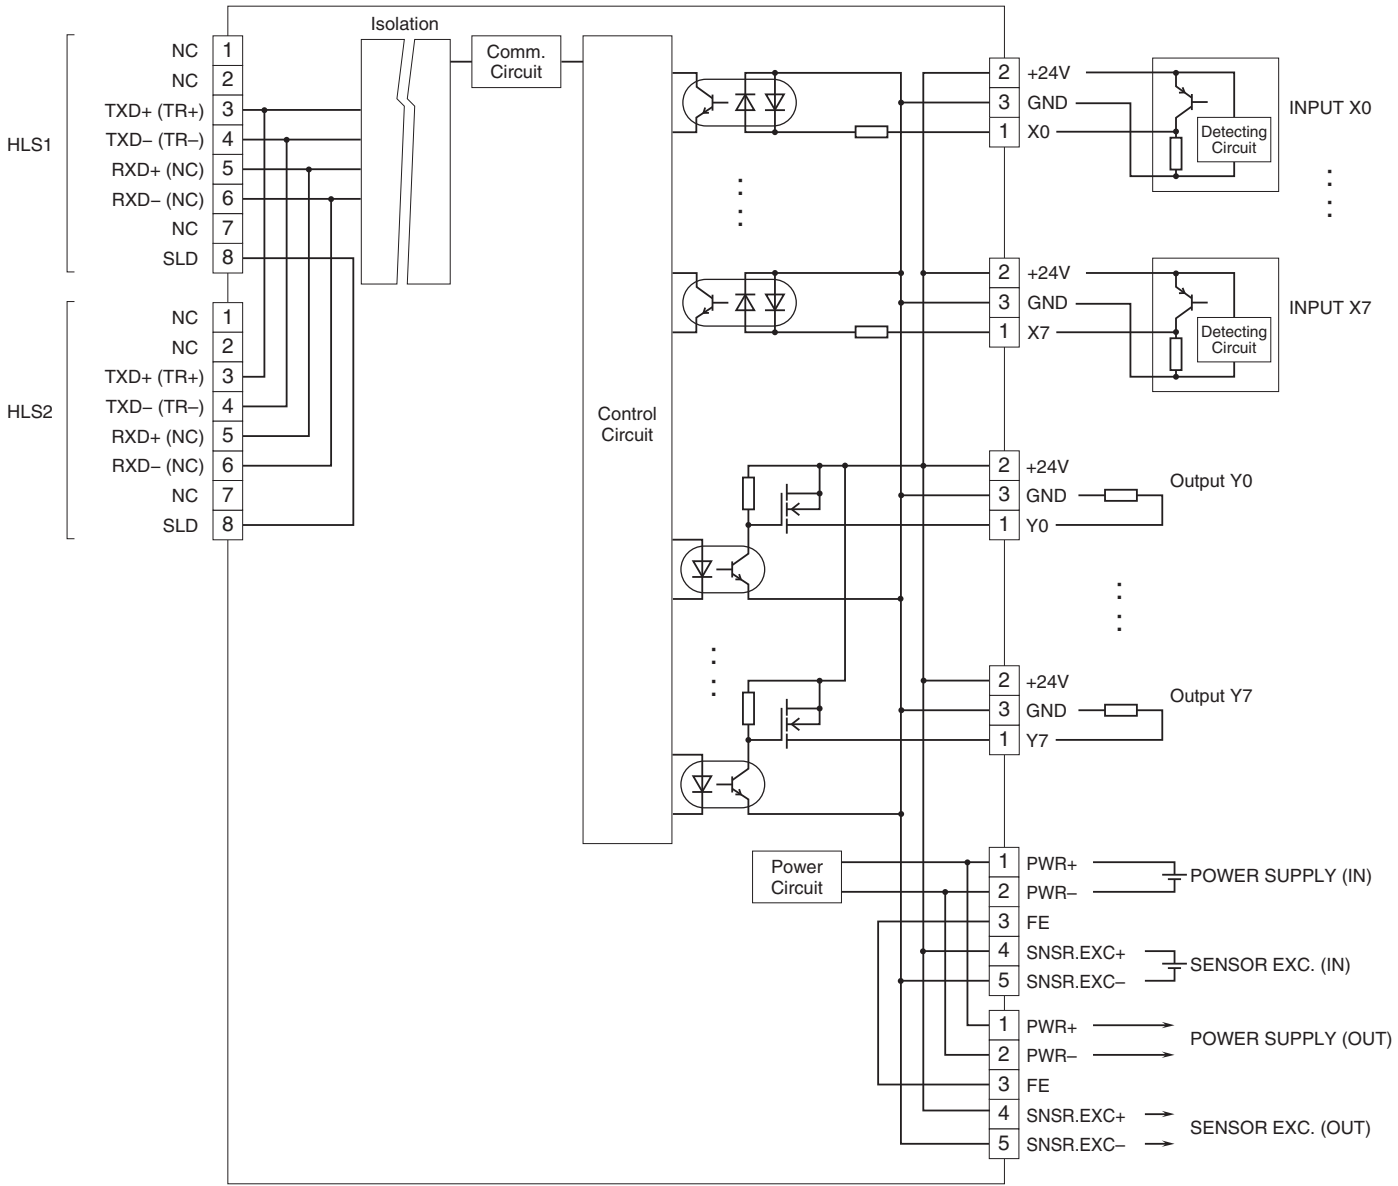 Isolation
Comm.
Circuit
HLS1
NC 1
NC 2
TXD+ (TR+) 3
TXD− (TR−) 4
RXD+ (NC) 5
RXD− (NC) 6
NC 7
SLD 8
HLS2
NC 1
NC 2
TXD+ (TR+) 3
TXD− (TR−) 4
RXD+ (NC) 5
RXD− (NC) 6
NC 7
SLD 8
Control
Circuit
2 +24V
3 GND
1 X0
Detecting
Circuit
INPUT X0
2 +24V
3 GND
1 X7
Detecting
Circuit
INPUT X7
2 +24V
3 GND
1 Y0
Output Y0
2 +24V
3 GND
1 Y7
Output Y7
Power
Circuit
1 PWR+
2 PWR−
POWER SUPPLY (IN)
3 FE
4 SNSR.EXC+
5 SNSR.EXC−
SENSOR EXC. (IN)
1 PWR+
2 PWR−
POWER SUPPLY (OUT)
3 FE
4 SNSR.EXC+
5 SNSR.EXC−
SENSOR EXC. (OUT)